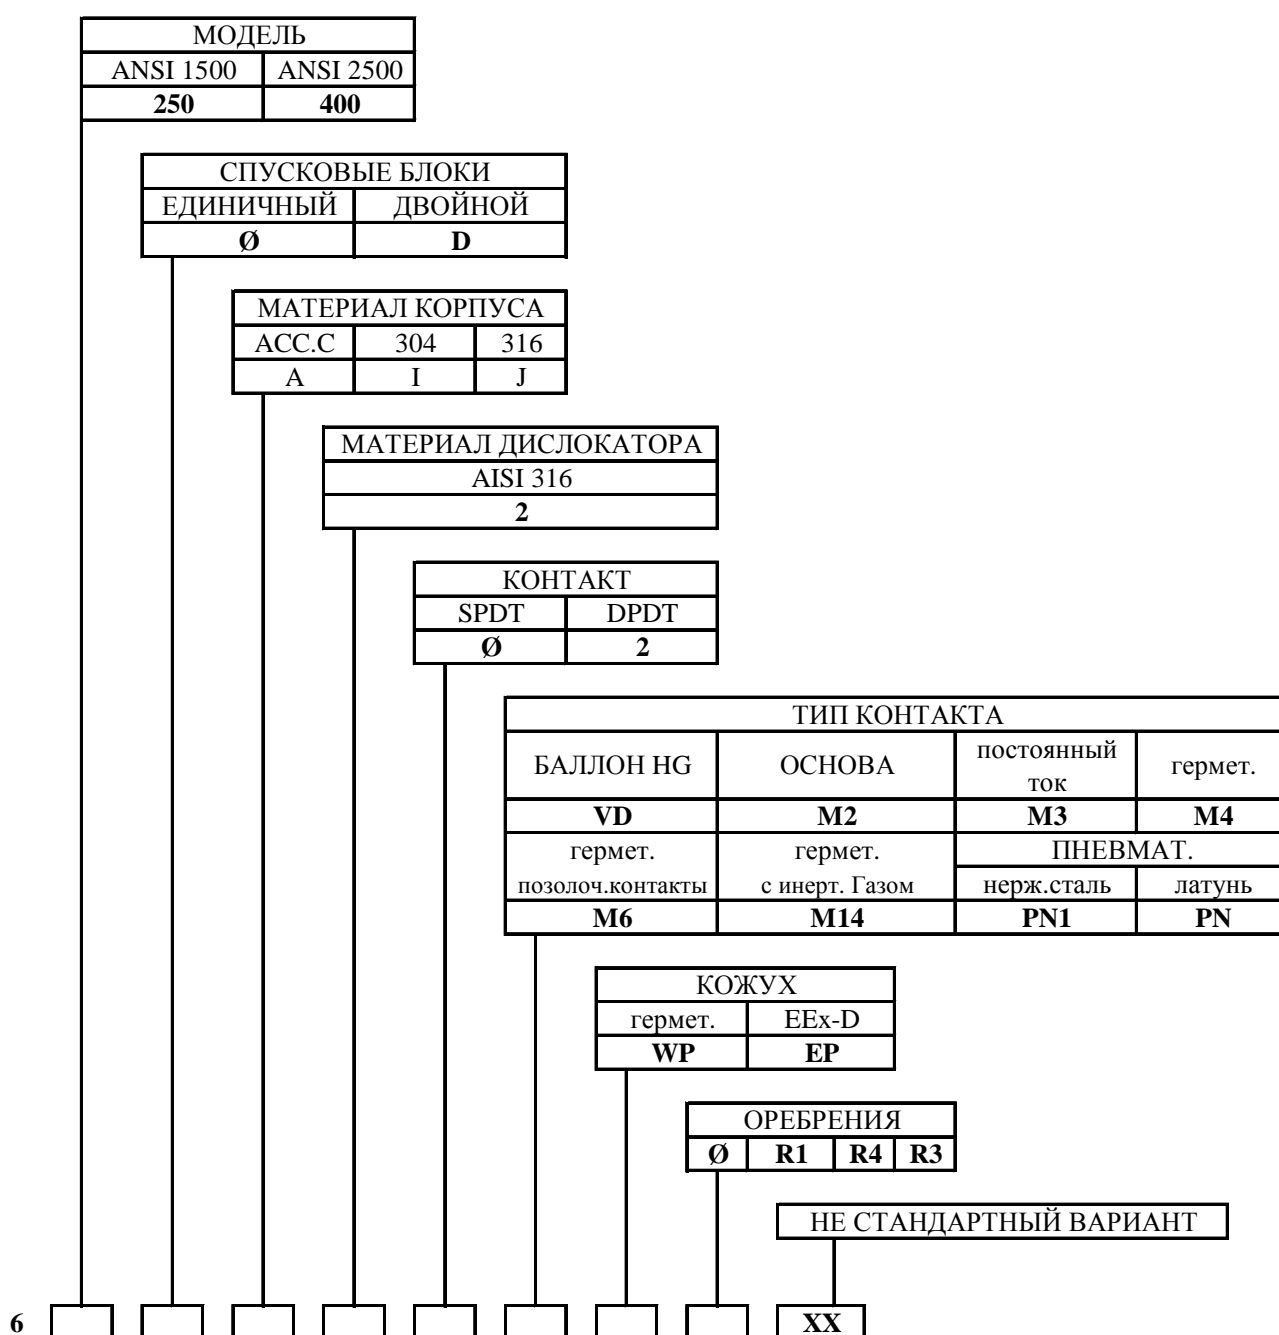 МОДЕЛЬ
ANSI 1500 ANSI 2500
250 400
СПУСКОВЫЕ БЛОКИ
ЕДИНИЧНЫЙ ДВОЙНОЙ
Ø D
МАТЕРИАЛ КОРПУСА
ACC.C 304 316
A I J
МАТЕРИАЛ ДИСЛОКАТОРА
AISI 316
2
КОНТАКТ
SPDT DPDT
Ø 2
ТИП КОНТАКТА
БАЛЛОН HG ОСНОВА постоянный ток гермет.
VD M2 M3 M4
гермет. гермет. ПНЕВМАТ.
позолоч.контакты с инерт. Газом нерж.сталь латунь
M6 M14 PN1 PN
КОЖУХ
гермет. EEx-D
WP EP
ОРЕБРЕНИЯ
Ø R1 R4 R3
НЕ СТАНДАРТНЫЙ ВАРИАНТ
6 XX